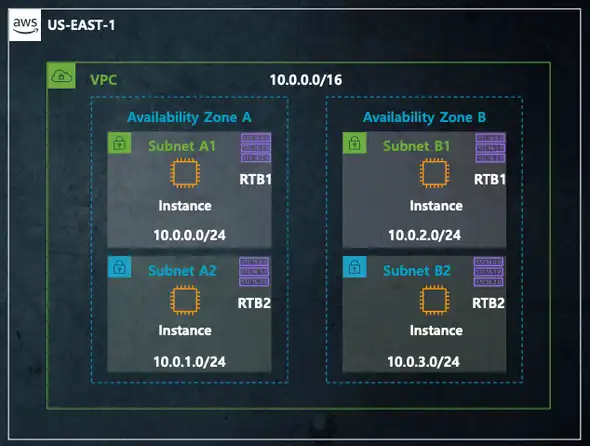 aws
US-EAST-1
VPC
10.0.0.0/16
Availability Zone A
Subnet A1
RTB1
Instance
10.0.0.0/24
Subnet A2
RTB2
Instance
10.0.1.0/24
Availability Zone B
Subnet B1
RTB1
Instance
10.0.2.0/24
Subnet B2
RTB2
Instance
10.0.3.0/24